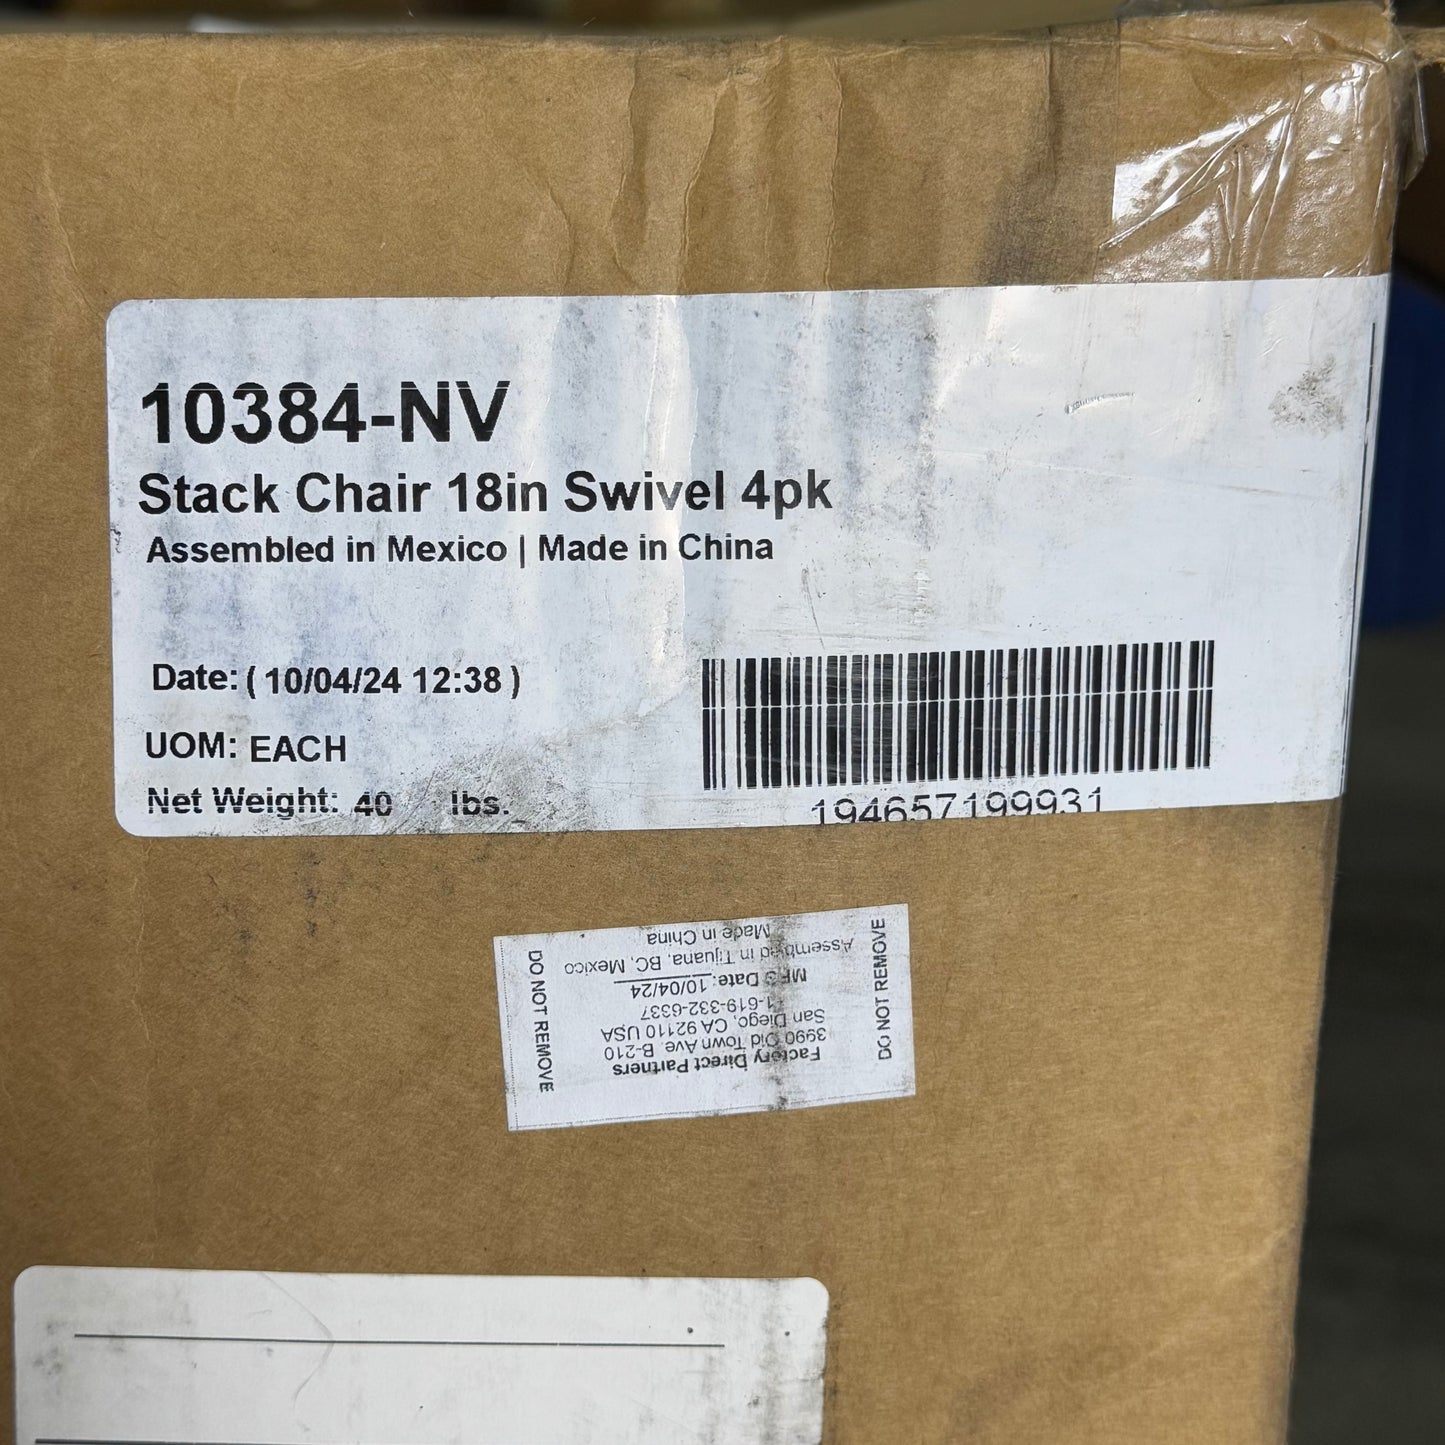 10384-NV
Stack Chair 18in Swivel 4pk
Assembled in Mexico | Made in China
Date: ( 10/04/24 12:38 )
UOM: EACH
Net Weight: 40 lbs.
194657199931
DO NOT REMOVE
Factory Direct Partners
3990 Old Town Ave B-210
San Diego, CA 92110 USA
+1-619-332-6337
MFG Date: 10/04/24
Assembled in Tijuana, BC, Mexico
Made in China
DO NOT REMOVE